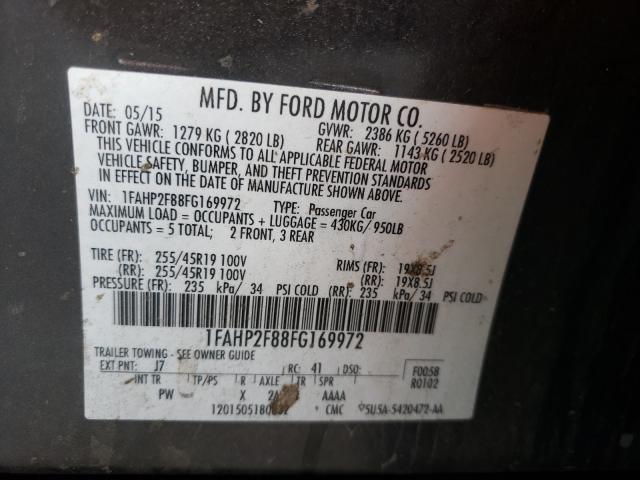 MFD. BY FORD MOTOR CO.
DATE: 05/15 GVWR: 2386 KG (5260 LB)
FRONT GAWR: 1279 KG (2820 LB) REAR GAWR: 1143 KG (2520 LB)
THIS VEHICLE CONFORMS TO ALL APPLICABLE FEDERAL MOTOR
VEHICLE SAFETY, BUMPER, AND THEFT PREVENTION STANDARDS
IN EFFECT ON THE DATE OF MANUFACTURE SHOWN ABOVE.
VIN: 1FAHP2F88FG169972 TYPE: Passenger Car
MAXIMUM LOAD = OCCUPANTS + LUGGAGE = 430KG/950LB
OCCUPANTS = 5 TOTAL; 2 FRONT, 3 REAR
TIRE (FR): 255/45R19 100V RIMS (FR): 19X8.5J
(RR): 255/45R19 100V (RR): 19X8.5J
PRESSURE (FR): 235 kPa/ 34 PSI COLD (RR): 235 kPa/ 34 PSI COLD
1FAHP2F88FG169972
TRAILER TOWING - SEE OWNER GUIDE
EXT PNT: J7 RC: 41 DSO: F0058
INT TR TP/PS R AXLE TR SPR R0102
PW X AAAA
CMC 5U5A-5420472-AA